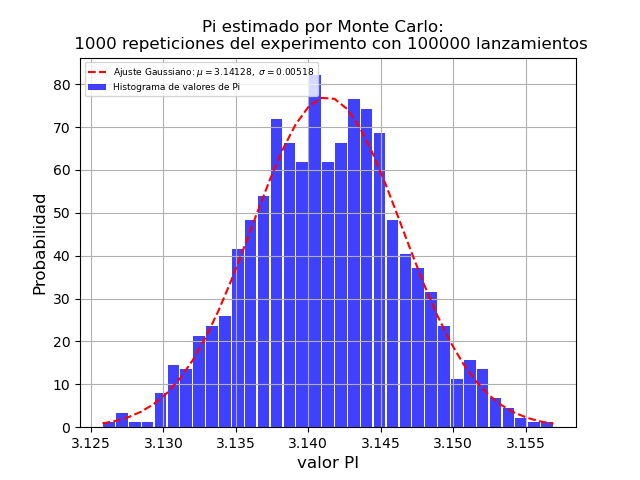 Pi estimado por Monte Carlo:
1000 repeticiones del experimento con 100000 lanzamientos
Ajuste Gaussiano: μ = 3.14128, σ = 0.00518
Histograma de valores de Pi
Probabilidad
80
70
60
50
40
30
20
10
0
3.125 3.130 3.135 3.140 3.145 3.150 3.155
valor PI